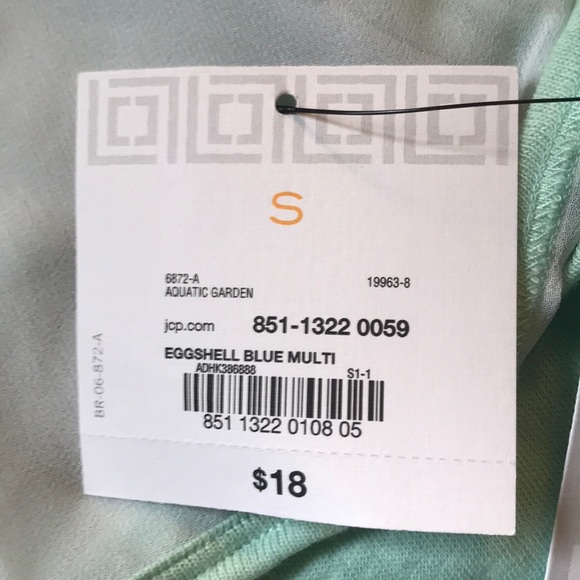 S
6872-A 19963-8
AQUATIC GARDEN
jcp.com 851-1322 0059
EGGSHELL BLUE MULTI
ADHK386888 S1-1
851 1322 0108 05
$18
BR-06-872-A